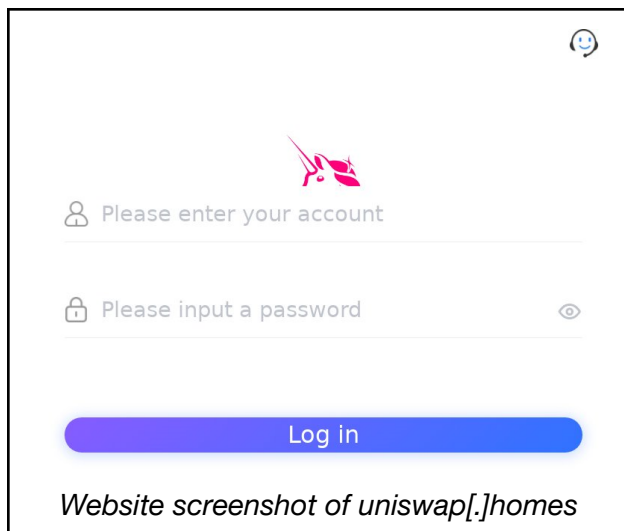 Please enter your account
Please input a password
Log in
Website screenshot of uniswap[.]homes